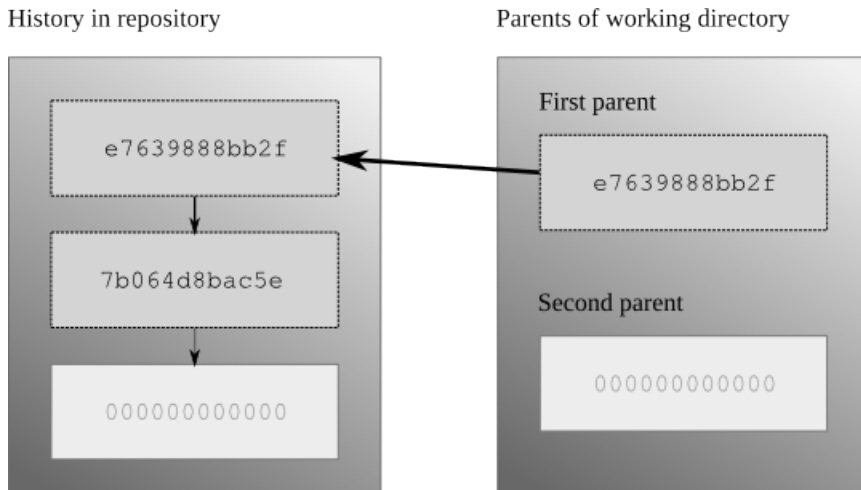 History in repository
e7639888bb2f
7b064d8bac5e
000000000000
Parents of working directory
First parent
e7639888bb2f
Second parent
000000000000